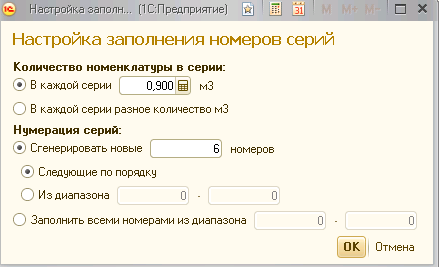 Настройка заполн... (1С:Предприятие)
31 M M+ M-
Настройка заполнения номеров серий
Количество номенклатуры в серии:
В каждой серии 0,900 м3
В каждой серии разное количество м3
Нумерация серий:
Сгенерировать новые 6 номеров
Следующие по порядку
Из диапазона 0 - 0
Заполнить всеми номерами из диапазона 0 - 0
OK Отмена